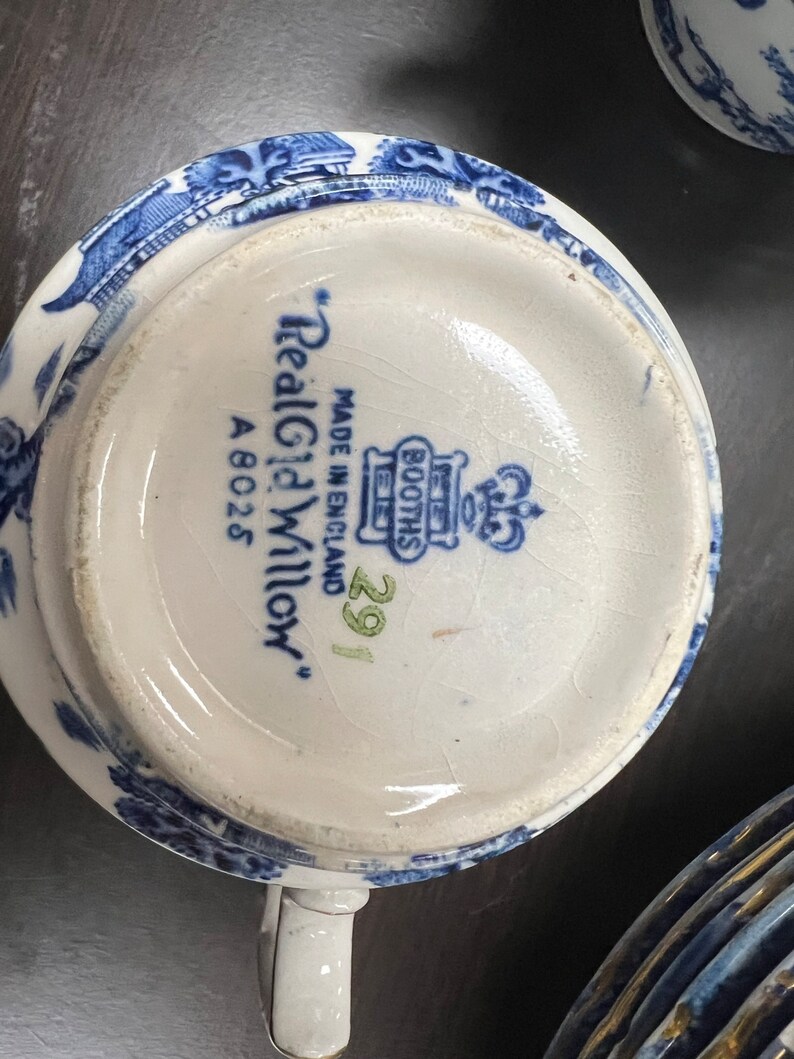 BOOTHS
MADE IN ENGLAND
"Real Old Willow"
A 8025
291